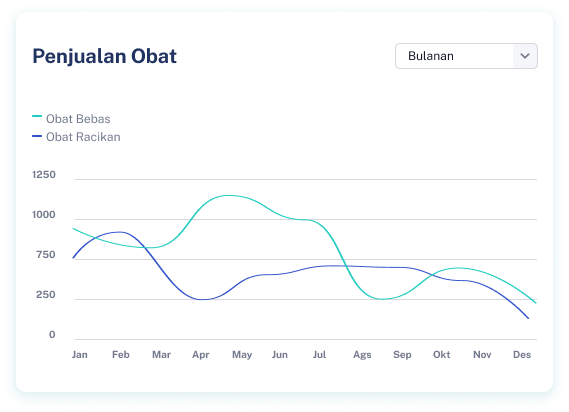 Penjualan Obat
Bulanan
Obat Bebas
Obat Racikan
1250
1000
750
250
0
Jan Feb Mar Apr May Jun Jul Ags Sep Okt Nov Des